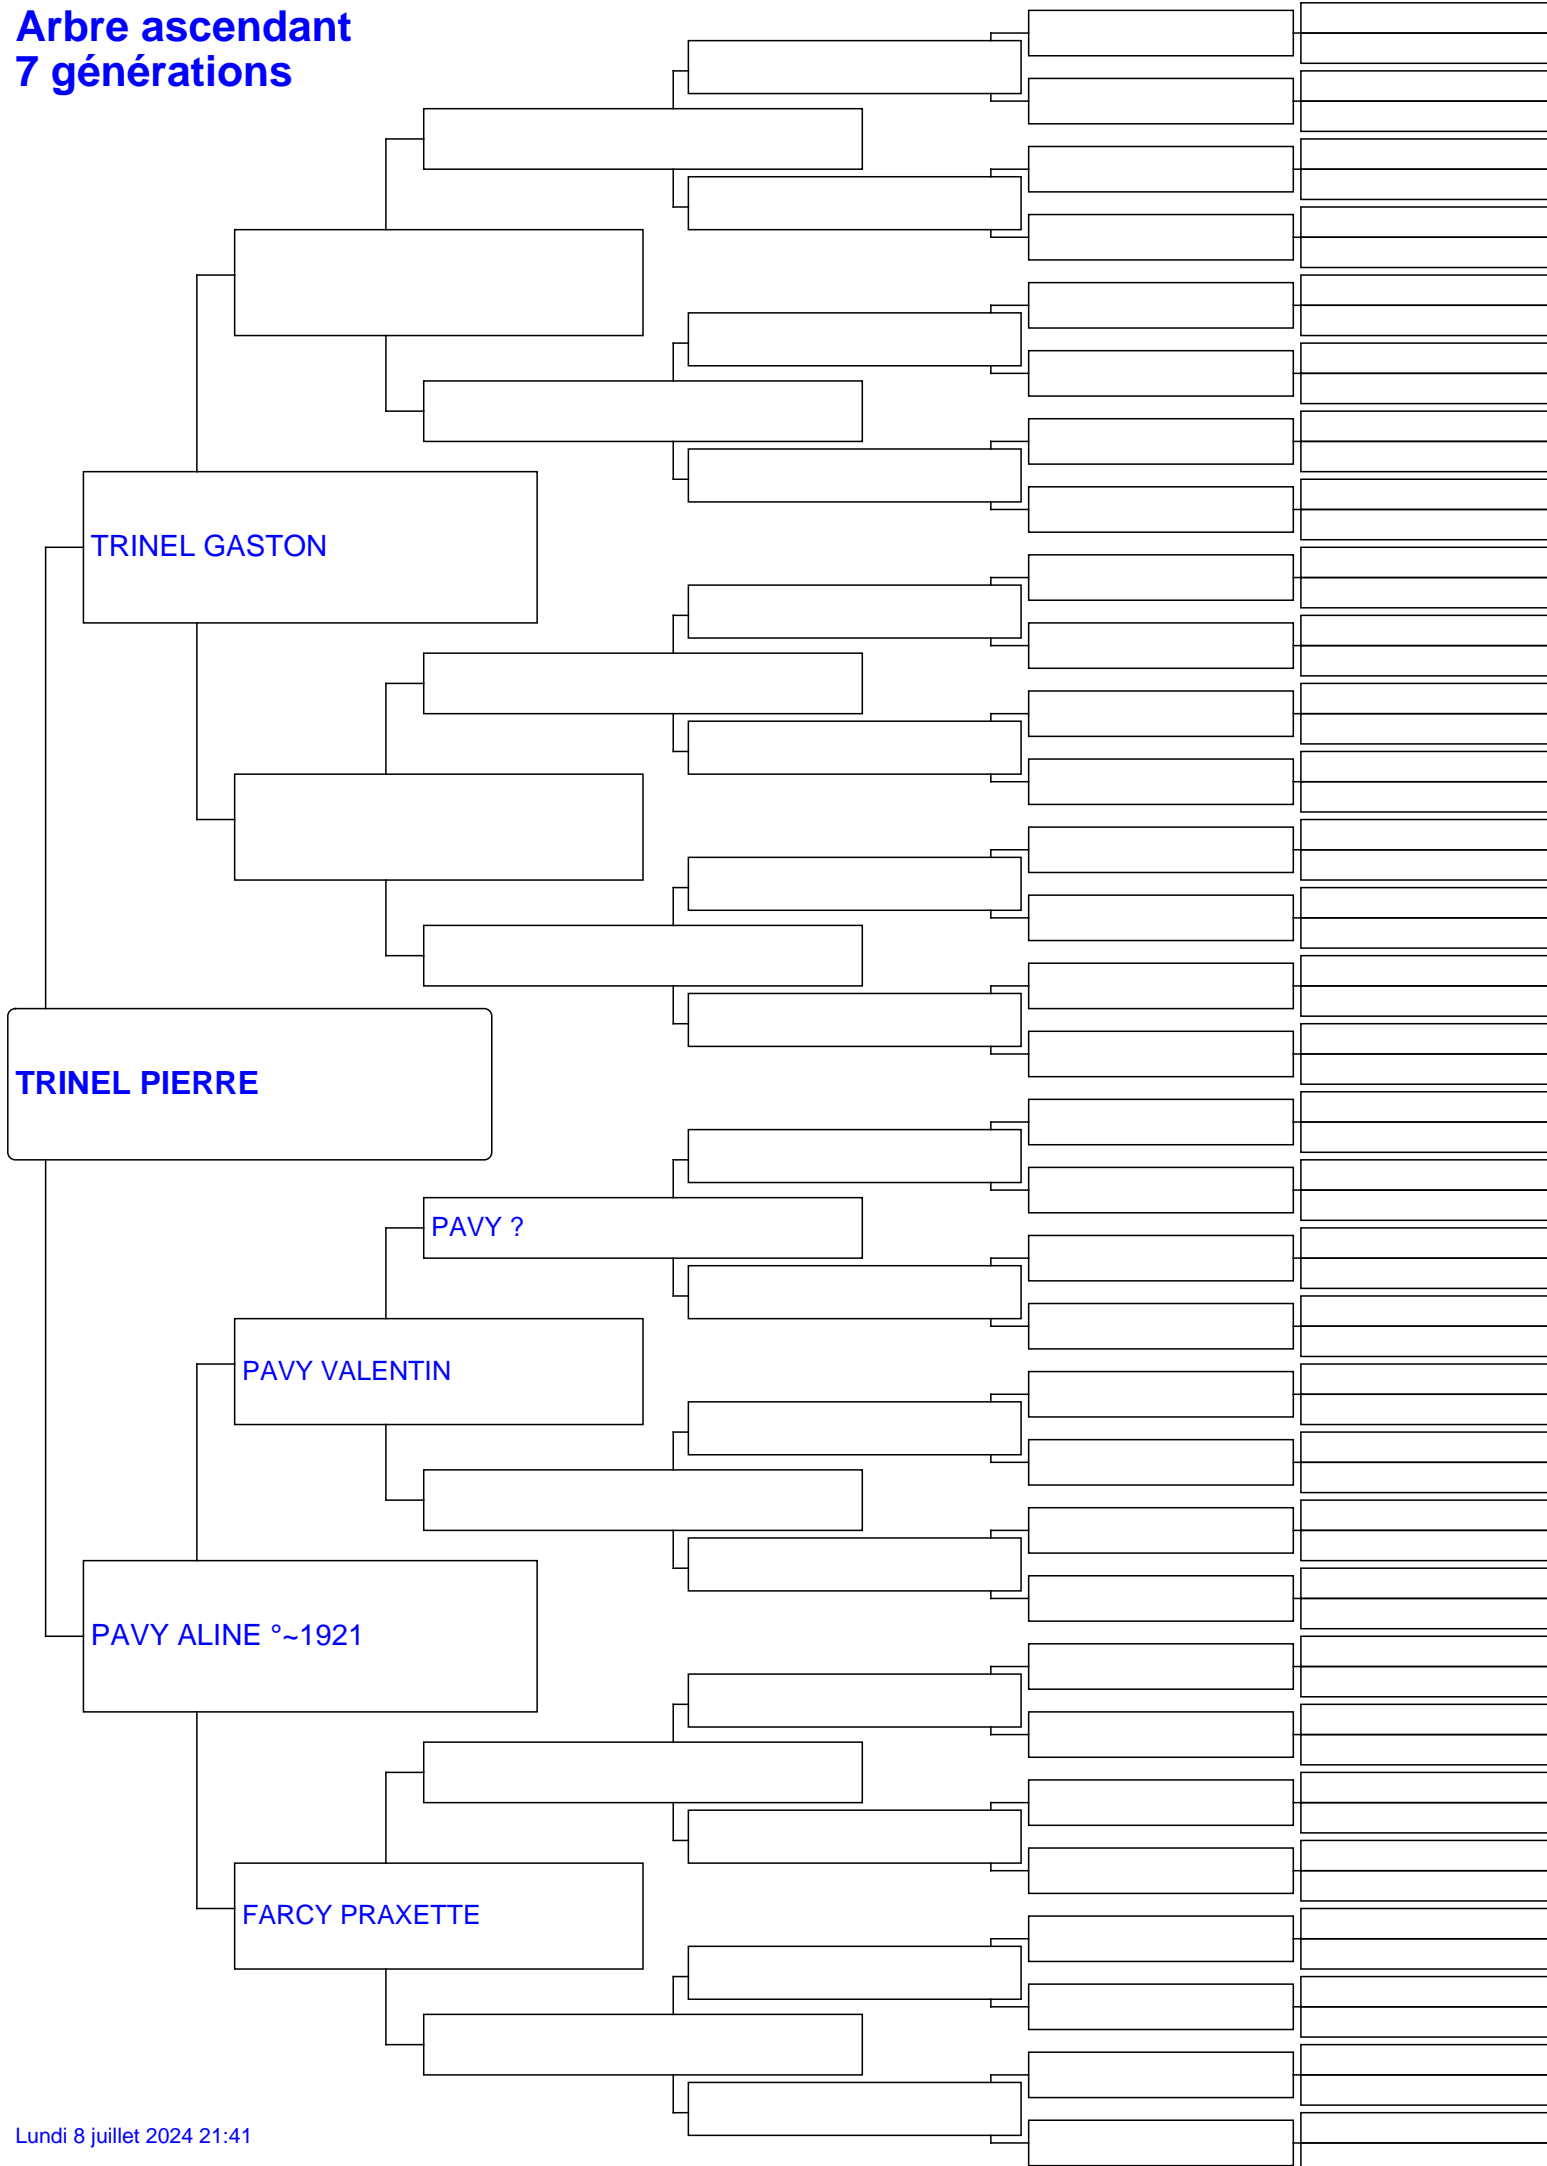 Arbre ascendant
7 générations
TRINEL GASTON
TRINEL PIERRE
PAVY ?
PAVY VALENTIN
PAVY ALINE °~1921
FARCY PRAXETTE
Lundi 8 juillet 2024 21:41